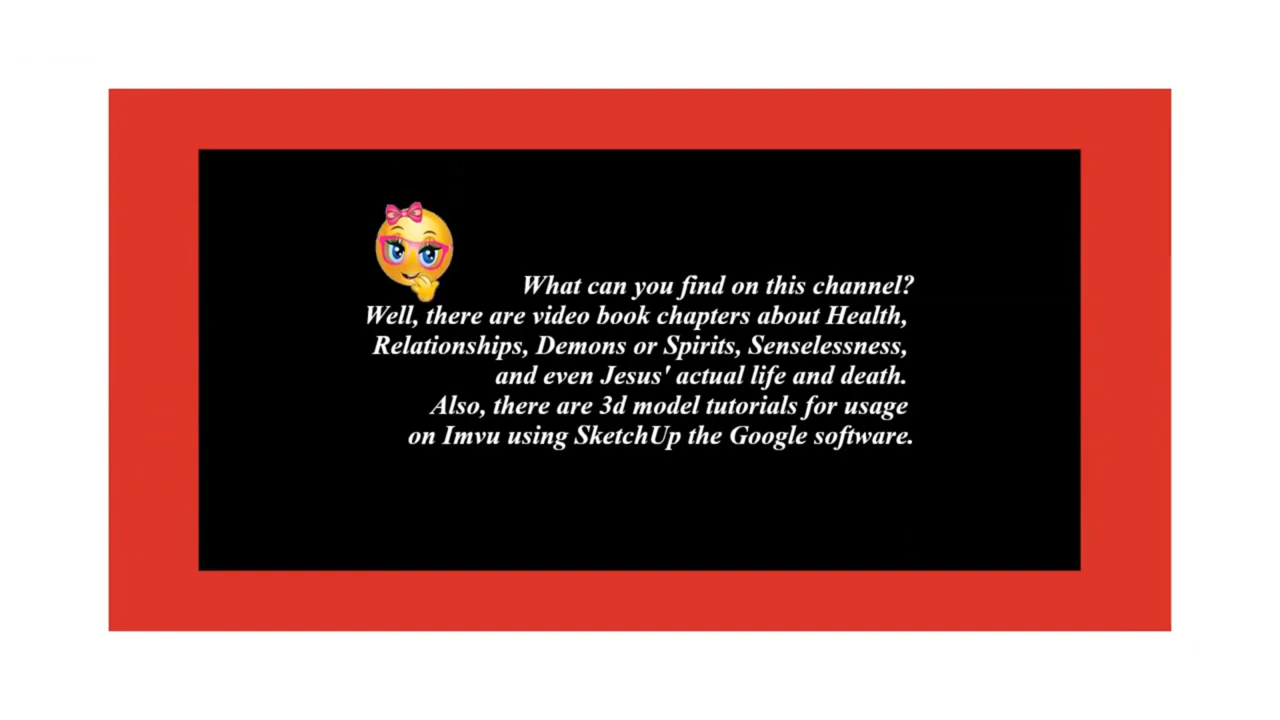 What can you find on this channel?
Well, there are video book chapters about Health,
Relationships, Demons or Spirits, Senselessness,
and even Jesus' actual life and death.
Also, there are 3d model tutorials for usage
on Imvu using SketchUp the Google software.